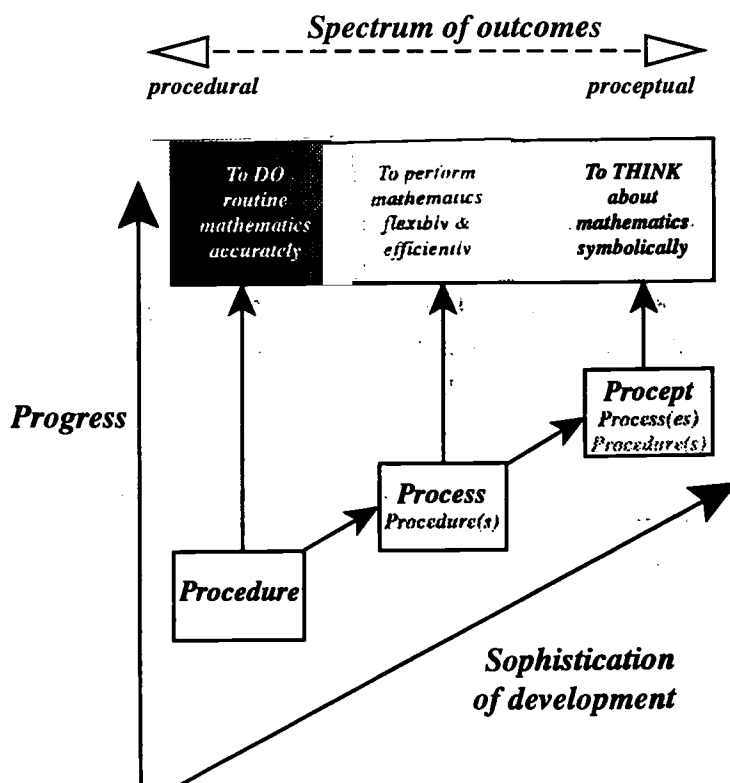 Spectrum of outcomes
procedural
proceptual
To DO
routine
mathematics
accurately
To perform
mathematics
flexibly &
efficiently
To THINK
about
mathematics
symbolically
Progress
Procept
Process(es)
Procedure(s)
Process
Procedure(s)
Procedure
Sophistication
of development